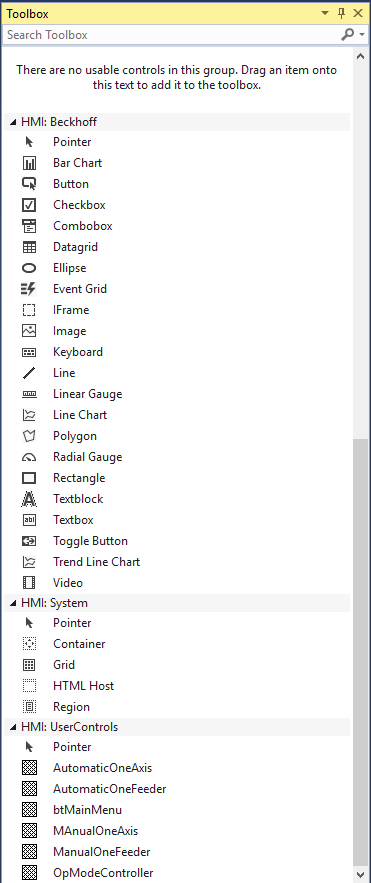 Toolbox
Search Toolbox
There are no usable controls in this group. Drag an item onto
this text to add it to the toolbox.
HMI: Beckhoff
Pointer
Bar Chart
Button
Checkbox
Combobox
Datagrid
Ellipse
Event Grid
IFrame
Image
Keyboard
Line
Linear Gauge
Line Chart
Polygon
Radial Gauge
Rectangle
Textblock
Textbox
Toggle Button
Trend Line Chart
Video
HMI: System
Pointer
Container
Grid
HTML Host
Region
HMI: UserControls
Pointer
AutomaticOneAxis
AutomaticOneFeeder
btMainMenu
MAnualOneAxis
ManualOneFeeder
OpModeController